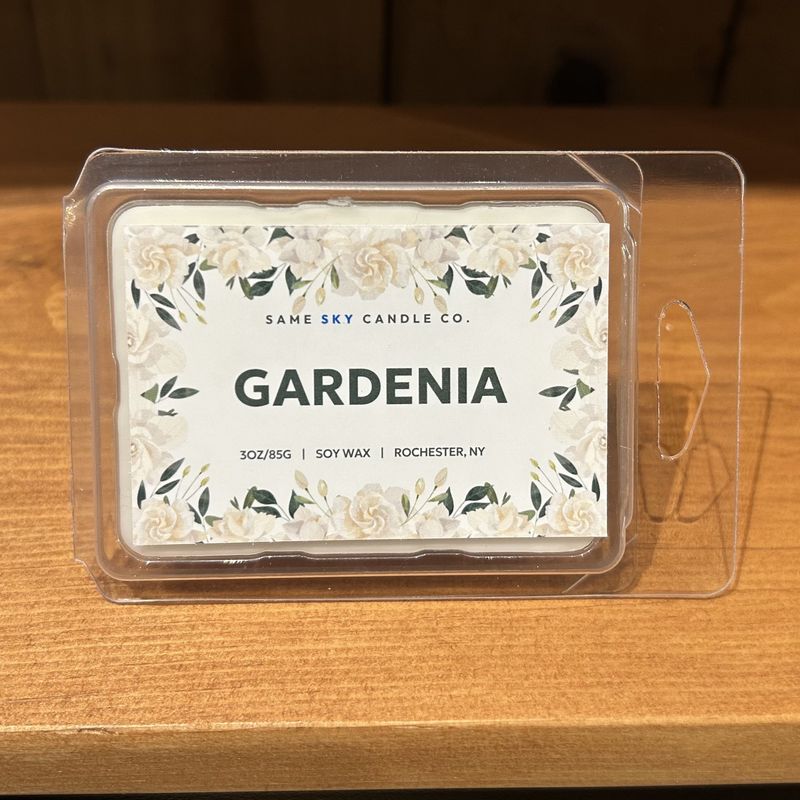 SAME SKY CANDLE CO.
GARDENIA
3OZ/85G | SOY WAX | ROCHESTER, NY